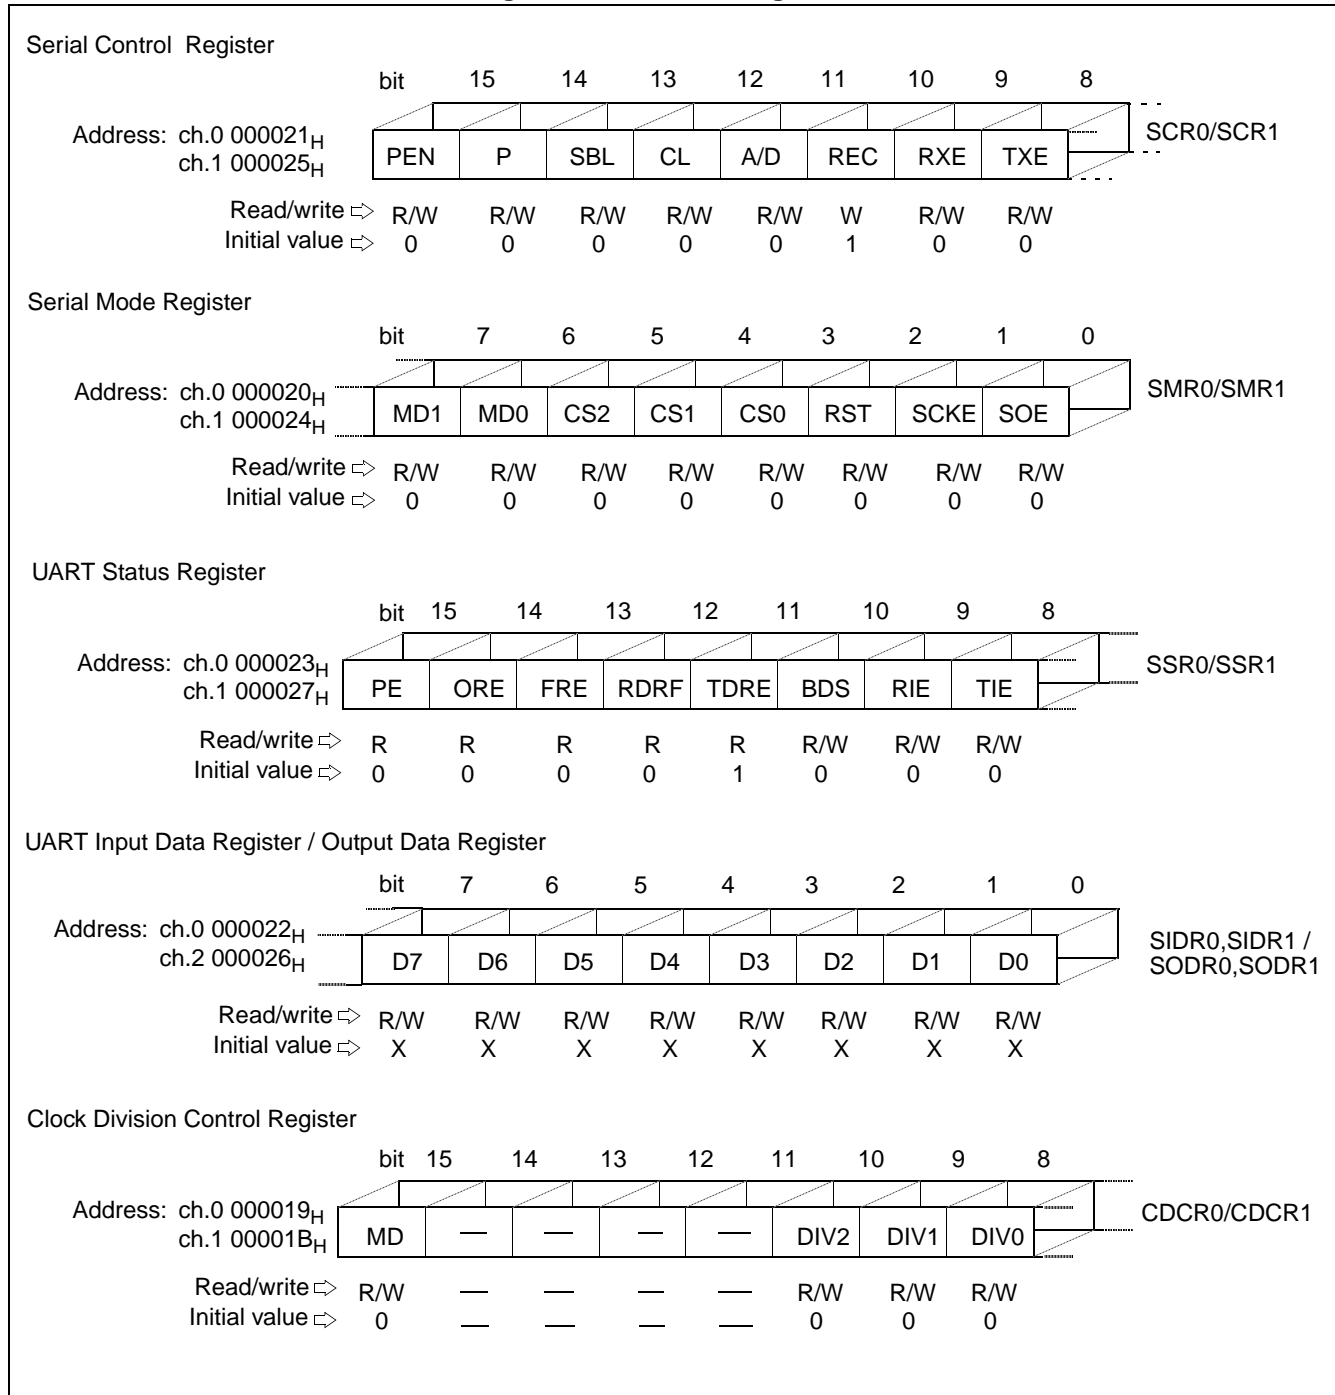 Serial Control Register
bit 15 14 13 12 11 10 9 8
Address: ch.0 000021H
ch.1 000025H
PEN P SBL CL A/D REC RXE TXE
SCR0/SCR1
Read/write ⇨ R/W R/W R/W R/W R/W W R/W R/W
Initial value ⇨ 0 0 0 0 0 1 0 0
Serial Mode Register
bit 7 6 5 4 3 2 1 0
Address: ch.0 000020H
ch.1 000024H
MD1 MD0 CS2 CS1 CS0 RST SCKE SOE
SMR0/SMR1
Read/write ⇨ R/W R/W R/W R/W R/W R/W R/W R/W
Initial value ⇨ 0 0 0 0 0 0 0 0
UART Status Register
bit 15 14 13 12 11 10 9 8
Address: ch.0 000023H
ch.1 000027H
PE ORE FRE RDRF TDRE BDS RIE TIE
SSR0/SSR1
Read/write ⇨ R R R R R R/W R/W R/W
Initial value ⇨ 0 0 0 0 1 0 0 0
UART Input Data Register / Output Data Register
bit 7 6 5 4 3 2 1 0
Address: ch.0 000022H
ch.2 000026H
D7 D6 D5 D4 D3 D2 D1 D0
SIDR0,SIDR1 /
SODR0,SODR1
Read/write ⇨ R/W R/W R/W R/W R/W R/W R/W R/W
Initial value ⇨ X X X X X X X X
Clock Division Control Register
bit 15 14 13 12 11 10 9 8
Address: ch.0 000019H
ch.1 00001BH
MD — — — — DIV2 DIV1 DIV0
CDCR0/CDCR1
Read/write ⇨ R/W — — — — R/W R/W R/W
Initial value ⇨ 0 — — — — 0 0 0